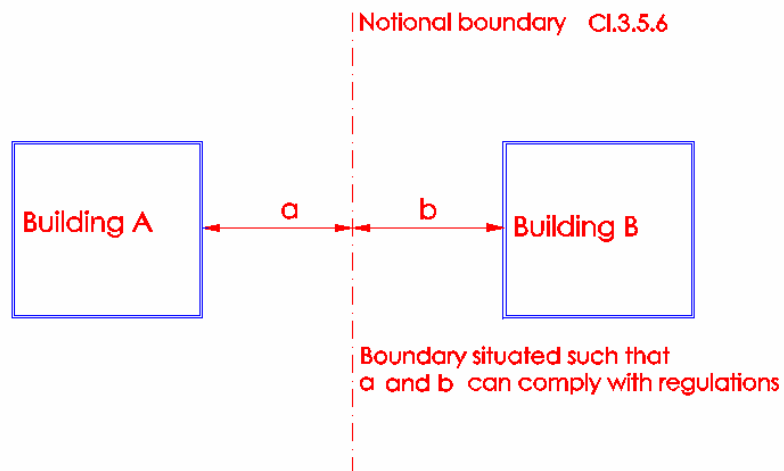 Notional boundary Cl.3.5.6
Building A
a
b
Building B
Boundary situated such that
a and b can comply with regulations